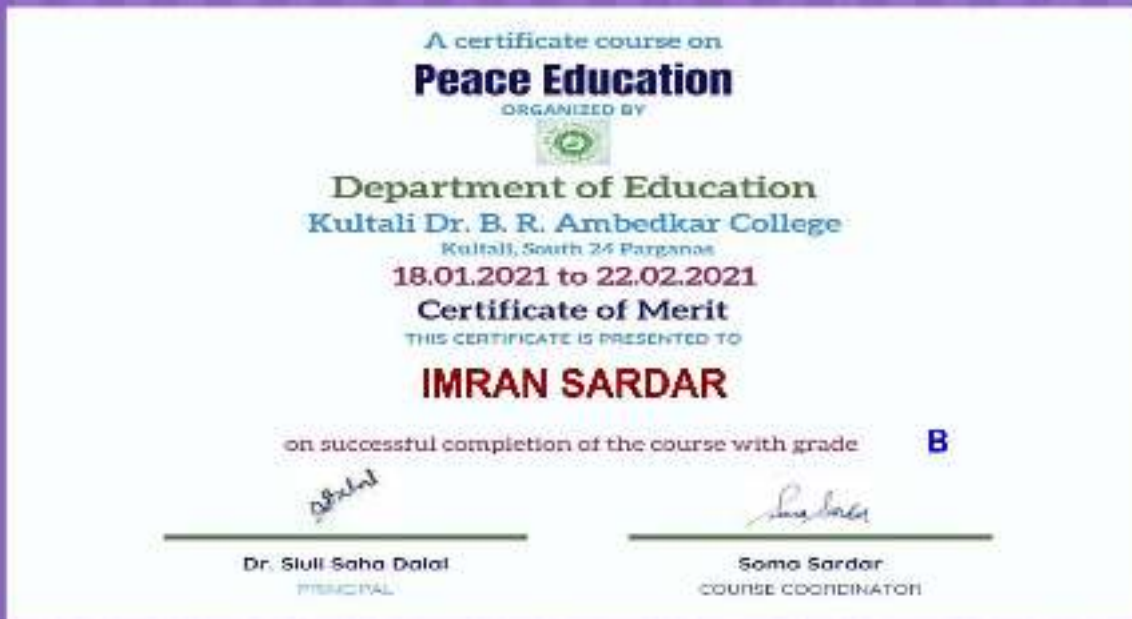 A certificate course on
Peace Education
ORGANIZED BY
Department of Education
Kultali Dr. B. R. Ambedkar College
Kultali, South 24 Parganas
18.01.2021 to 22.02.2021
Certificate of Merit
THIS CERTIFICATE IS PRESENTED TO
IMRAN SARDAR
on successful completion of the course with grade B
Dr. Siuli Saha Dalal Soma Sardar
PRINCIPAL COURSE COORDINATOR